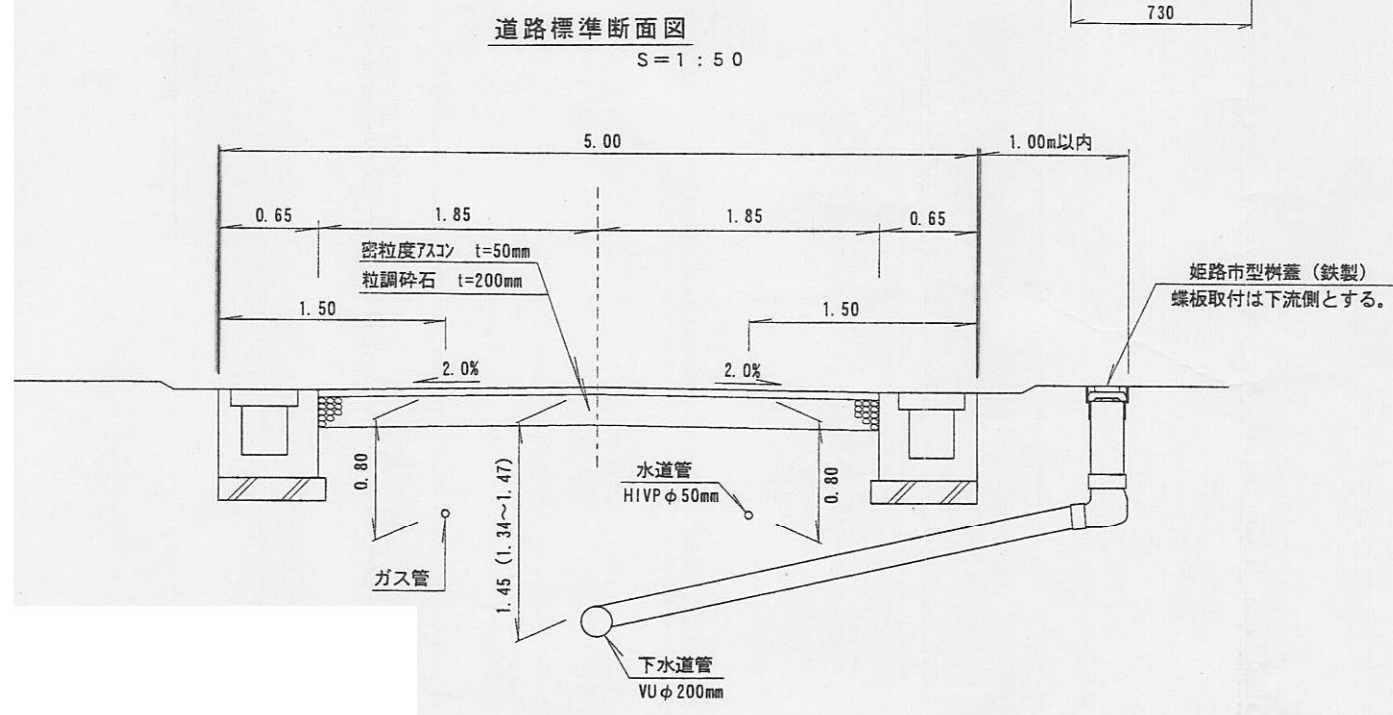 730
道路標準断面図
S=1:50
5.00
1.00m以内
0.65
1.85
1.85
0.65
密粒度アスコン t=50mm
粒調砕石 t=200mm
姫路市型桝蓋（鉄製）
蝶板取付は下流側とする。
1.50
1.50
2.0%
2.0%
0.80
1.45 (1.34~1.47)
水道管
HIVPφ50mm
0.80
ガス管
下水道管
VUφ200mm